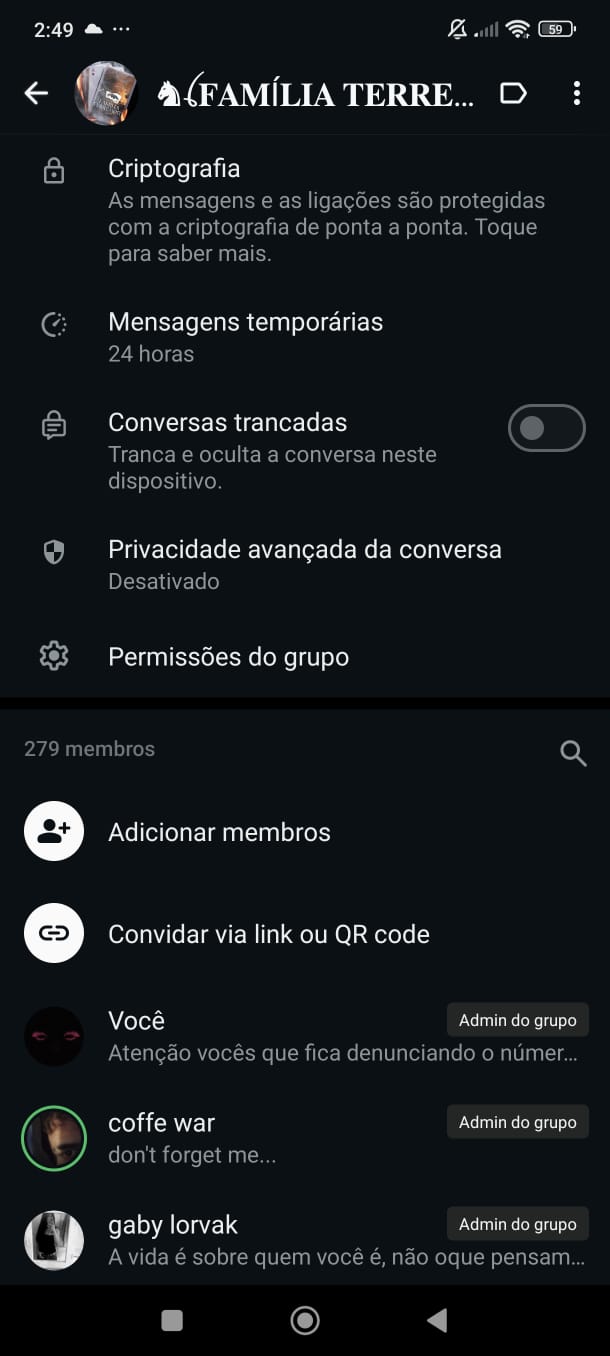 2:49
59
FAMÍLIA TERRE...
Criptografia
As mensagens e as ligações são protegidas
com a criptografia de ponta a ponta. Toque
para saber mais.
Mensagens temporárias
24 horas
Conversas trancadas
Tranca e oculta a conversa neste
dispositivo.
Privacidade avançada da conversa
Desativado
Permissões do grupo
279 membros
Adicionar membros
Convidar via link ou QR code
Você
Admin do grupo
Atenção vocês que fica denunciando o númer...
coffe war
Admin do grupo
don't forget me...
gaby lorvak
Admin do grupo
A vida é sobre quem você é, não oque pensam...